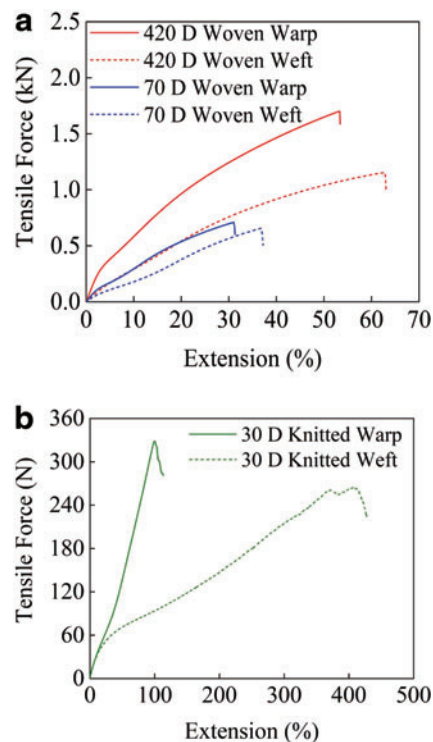 a
420 D Woven Warp
420 D Woven Weft
70 D Woven Warp
70 D Woven Weft
Tensile Force (kN)
2.5
2.0
1.5
1.0
0.5
0.0
0 10 20 30 40 50 60 70
Extension (%)
b
30 D Knitted Warp
30 D Knitted Weft
Tensile Force (N)
360
300
240
180
120
60
0
0 100 200 300 400 500
Extension (%)